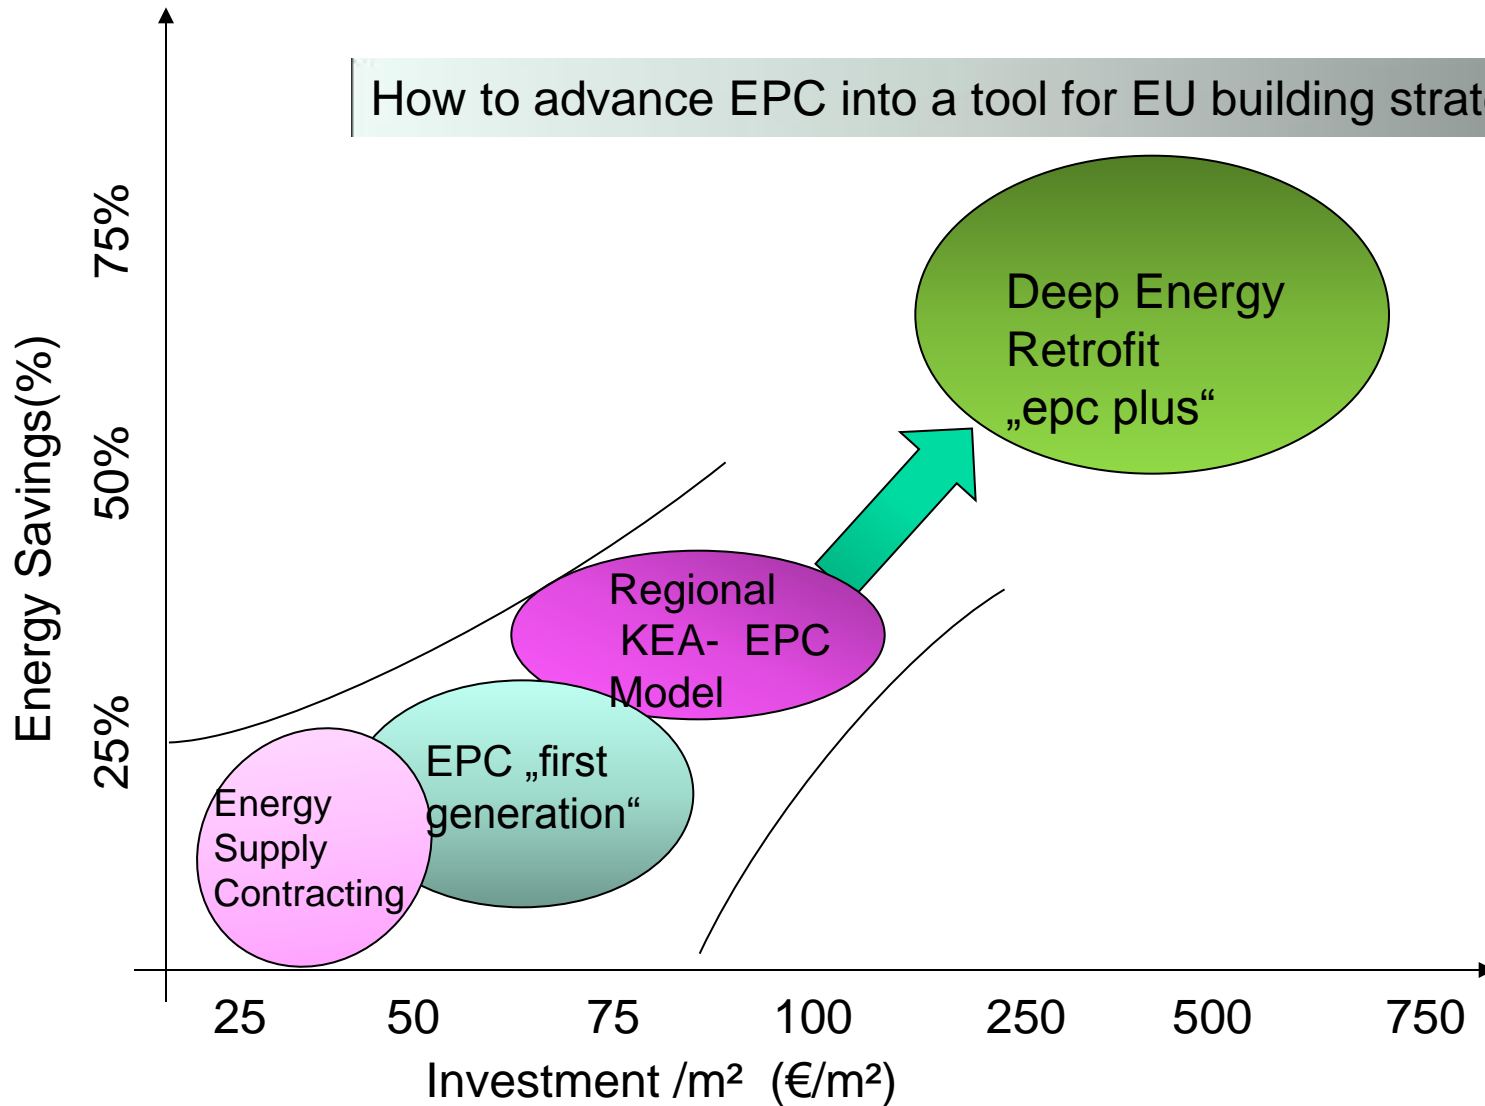 How to advance EPC into a tool for EU building strat
75%
50%
25%
Energy Savings(%)
Deep Energy
Retrofit
„epc plus“
Regional
KEA- EPC
Model
EPC „first
generation“
Energy
Supply
Contracting
25 50 75 100 250 500 750
Investment /m² (€/m²)